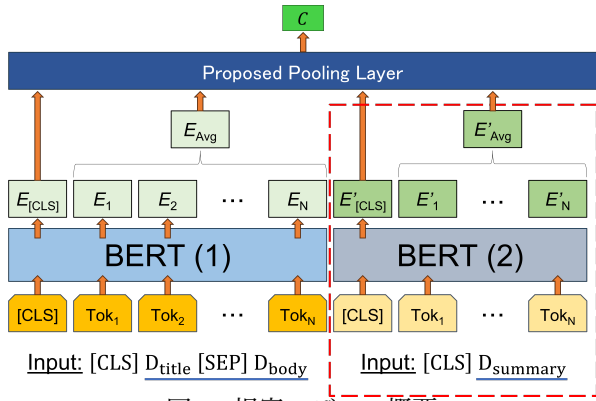 C
Proposed Pooling Layer
E_Avg E'_Avg
E_[CLS] E_1 E_2 ... E_N E'_[CLS] E'_1 ... E'_N
BERT (1) BERT (2)
[CLS] Tok_1 Tok_2 ... Tok_N [CLS] Tok_1 ... Tok_N
Input: [CLS] D_title [SEP] D_body Input: [CLS] D_summary